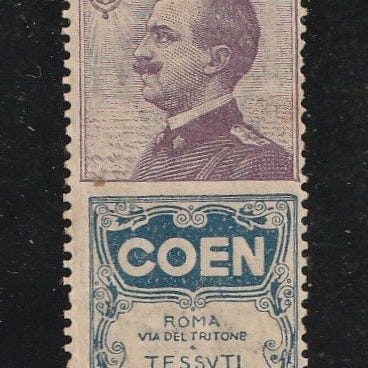 COEN
ROMA
VIA DEL TRITONE
TESSVTI